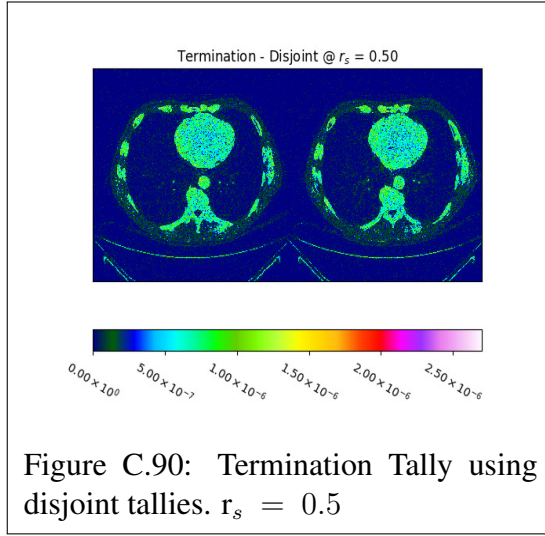 Termination - Disjoint @ r_s = 0.50
0.00 × 10^0 5.00 × 10^-7 1.00 × 10^-6 1.50 × 10^-6 2.00 × 10^-6 2.50 × 10^-6
Figure C.90: Termination Tally using
disjoint tallies. r_s = 0.5